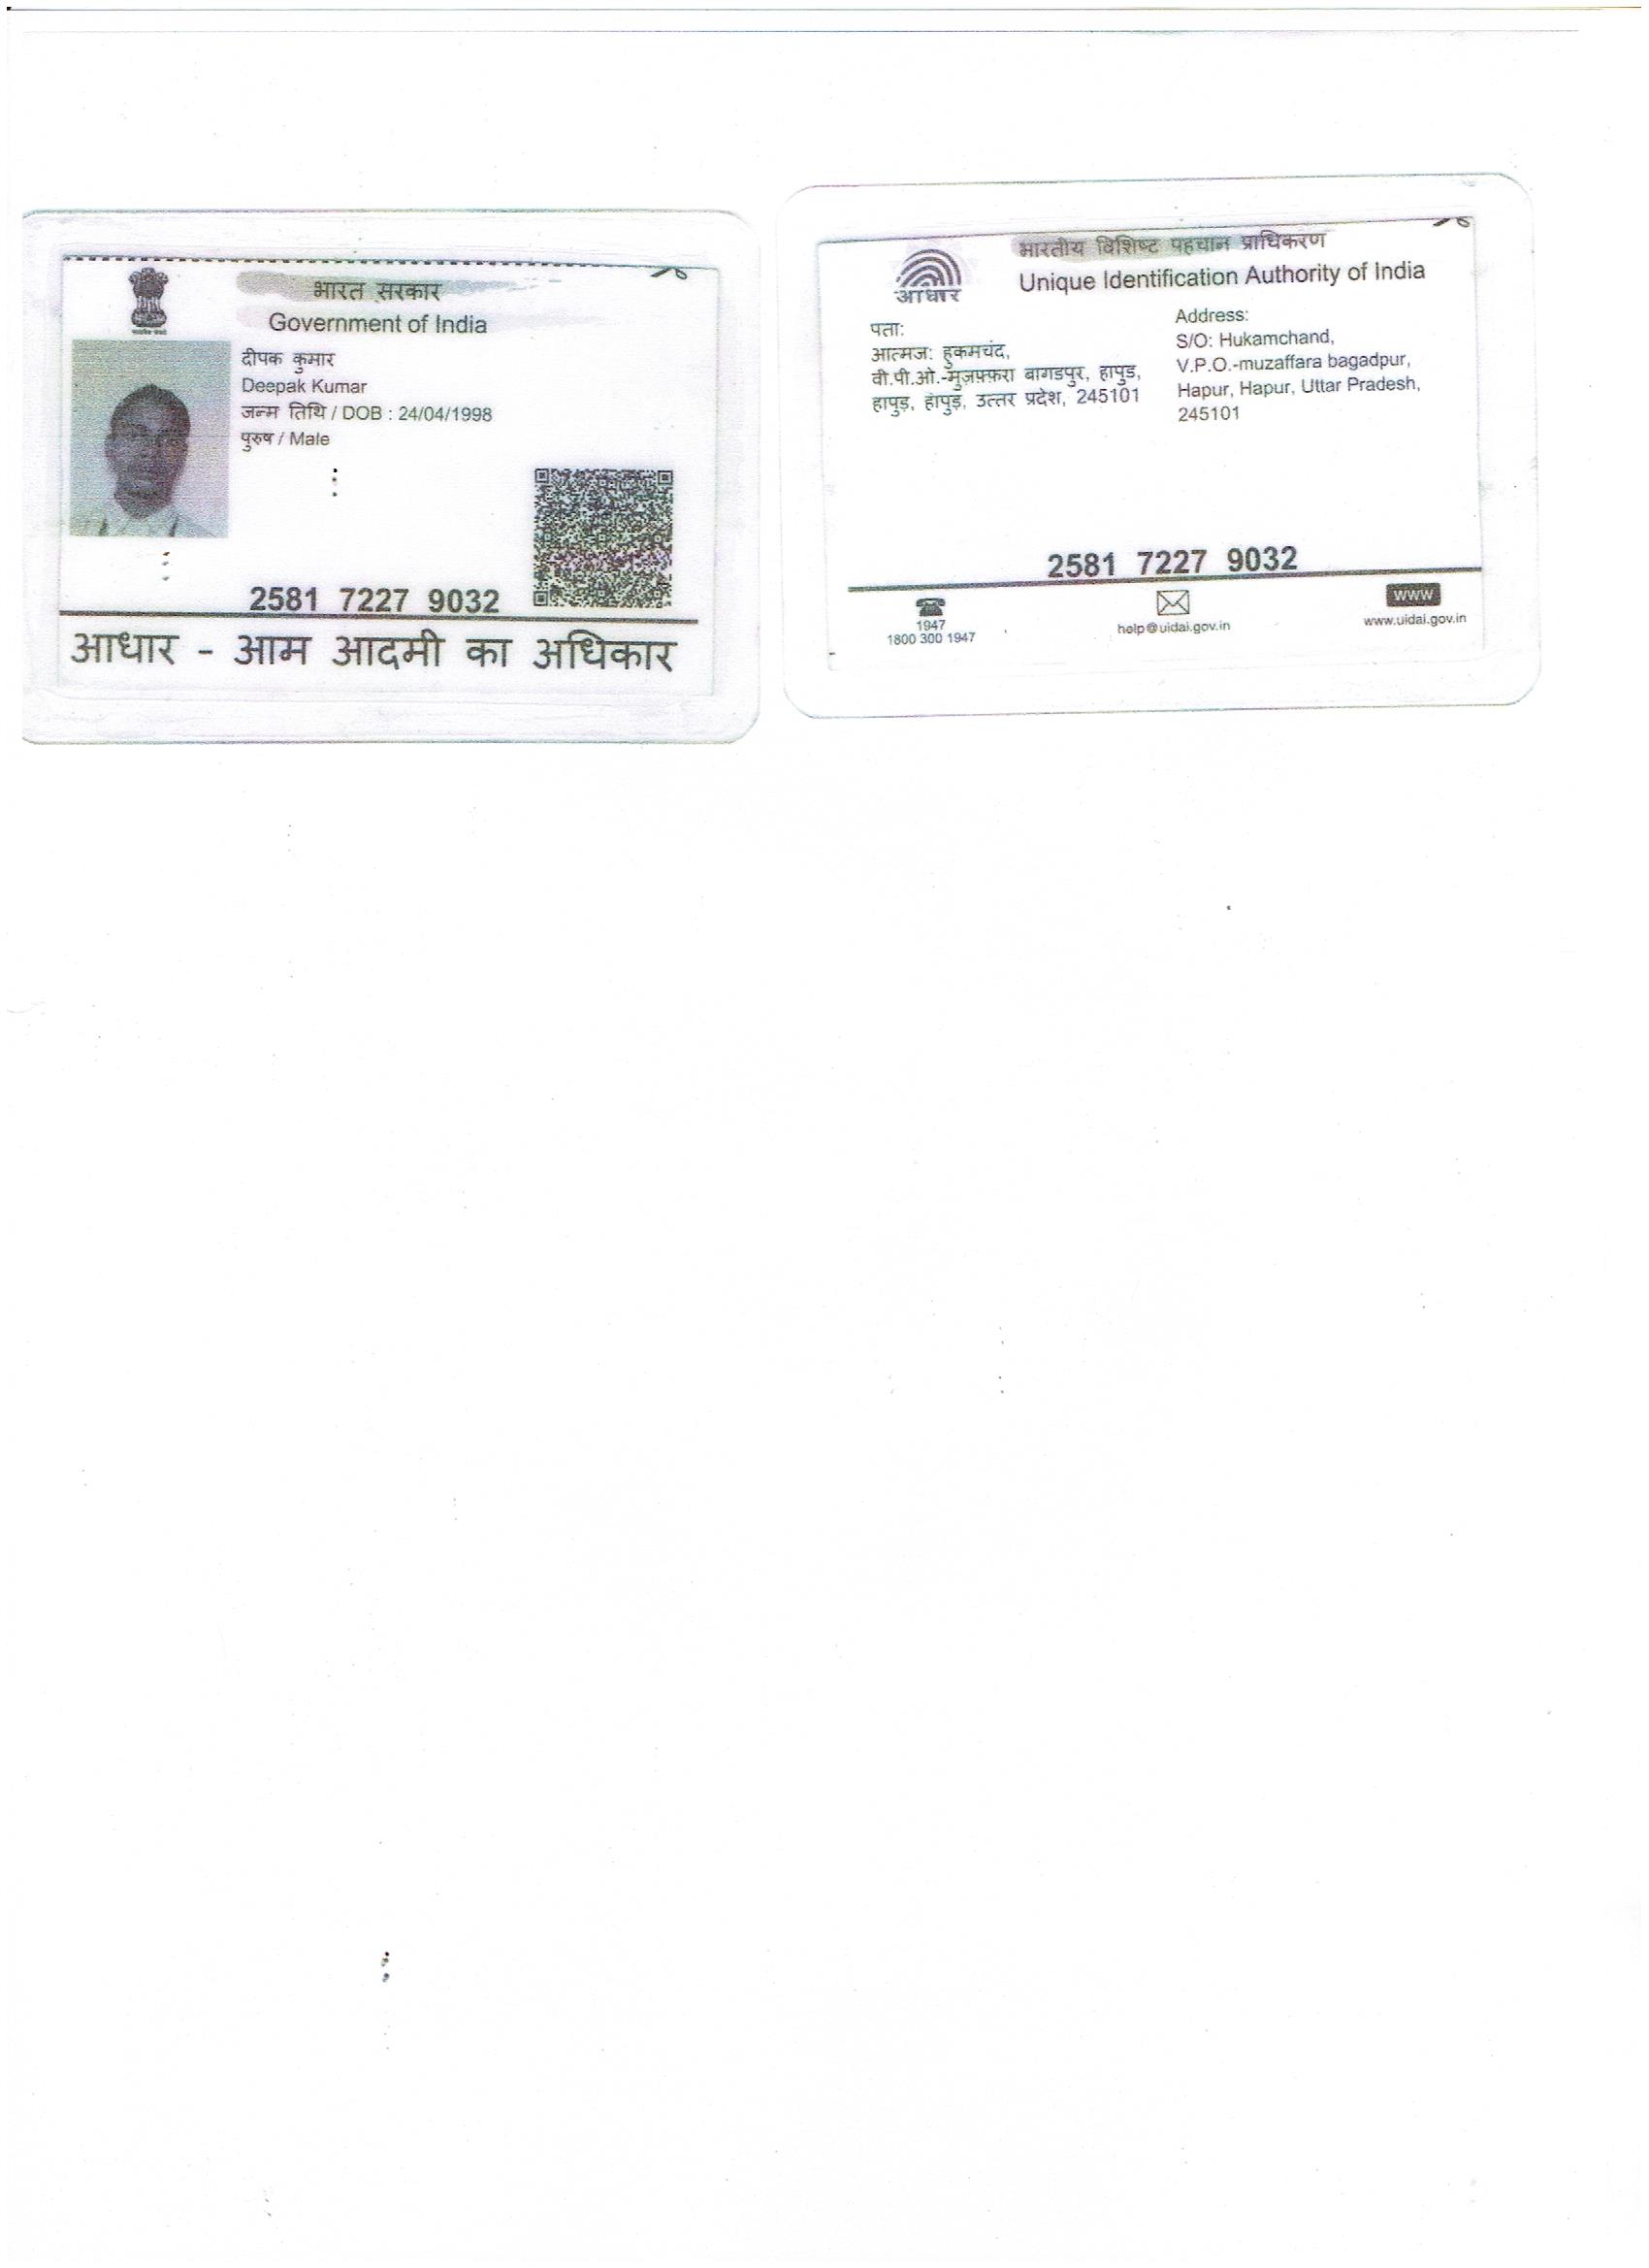 भारत सरकार
Government of India
दीपक कुमार
Deepak Kumar
जन्म तिथि / DOB : 24/04/1998
पुरुष / Male
2581 7227 9032
आधार - आम आदमी का अधिकार
भारतीय विशिष्ट पहचान प्राधिकरण
Unique Identification Authority of India
आधार
पता:
आत्मज: हुकमचंद,
वी.पी.ओ.-मुज़फ़्फ़रा बागडपुर, हापुड,
हापुड़, हापुड़, उत्तर प्रदेश, 245101
Address:
S/O: Hukamchand,
V.P.O.-muzaffara bagadpur,
Hapur, Hapur, Uttar Pradesh,
245101
2581 7227 9032
1947
1800 300 1947
help@uidai.gov.in
www
www.uidai.gov.in